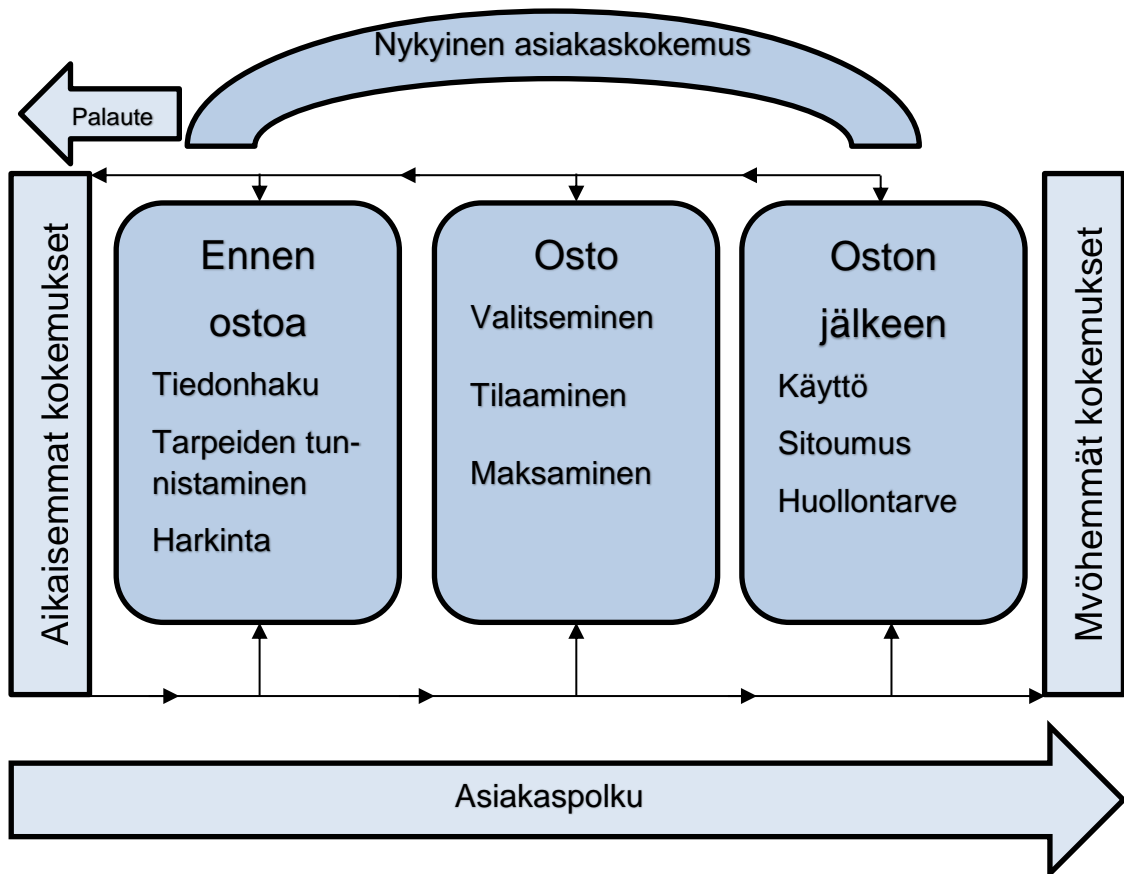 Nykyinen asiakaskokemus
Palaute
Aikaisemmat kokemukset
Ennen
ostoa
Tiedonhaku
Tarpeiden tun-
nistaminen
Harkinta
Osto
Valitseminen
Tilaaminen
Maksaminen
Oston
jälkeen
Käyttö
Sitoumus
Huollontarve
Myöhemmät kokemukset
Asiakaspolku